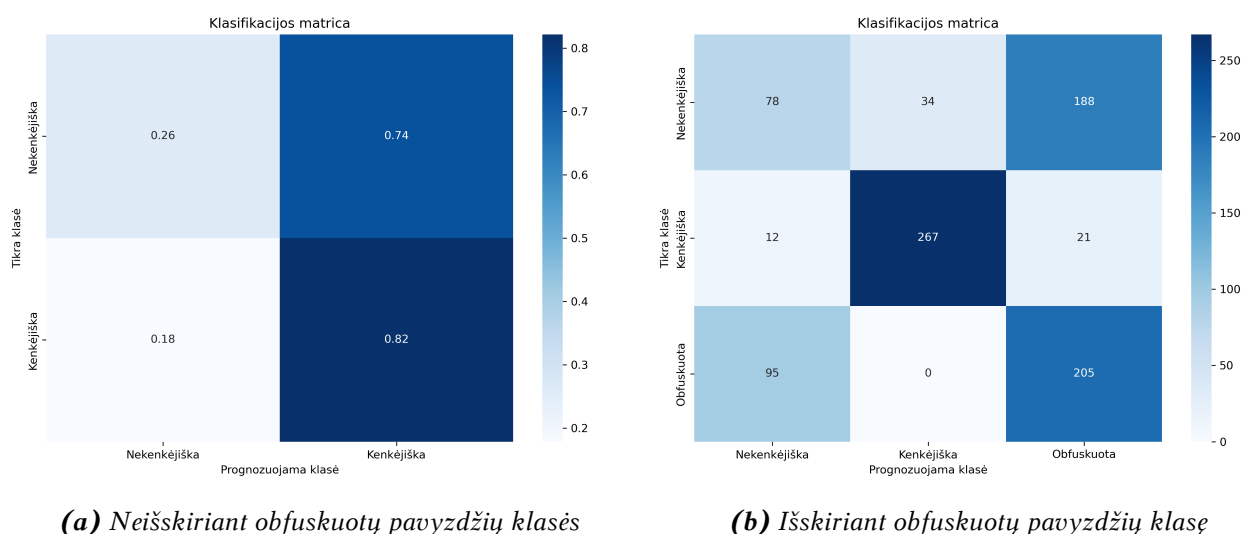 Klasifikacijos matrica
Nekenkėjiška
0.26
0.74
Tikra klasė
Kenkėjiška
0.18
0.82
Nekenkėjiška
Kenkėjiška
Prognozuojama klasė
0.8
0.7
0.6
0.5
0.4
0.3
0.2
(a) Neišskiriant obfuskuotų pavyzdžių klasės
Klasifikacijos matrica
Nekenkėjiška
78
34
188
Tikra klasė
Kenkėjiška
12
267
21
Obfuskuota
95
0
205
Nekenkėjiška
Kenkėjiška
Obfuskuota
Prognozuojama klasė
250
200
150
100
50
0
(b) Išskiriant obfuskuotų pavyzdžių klasę